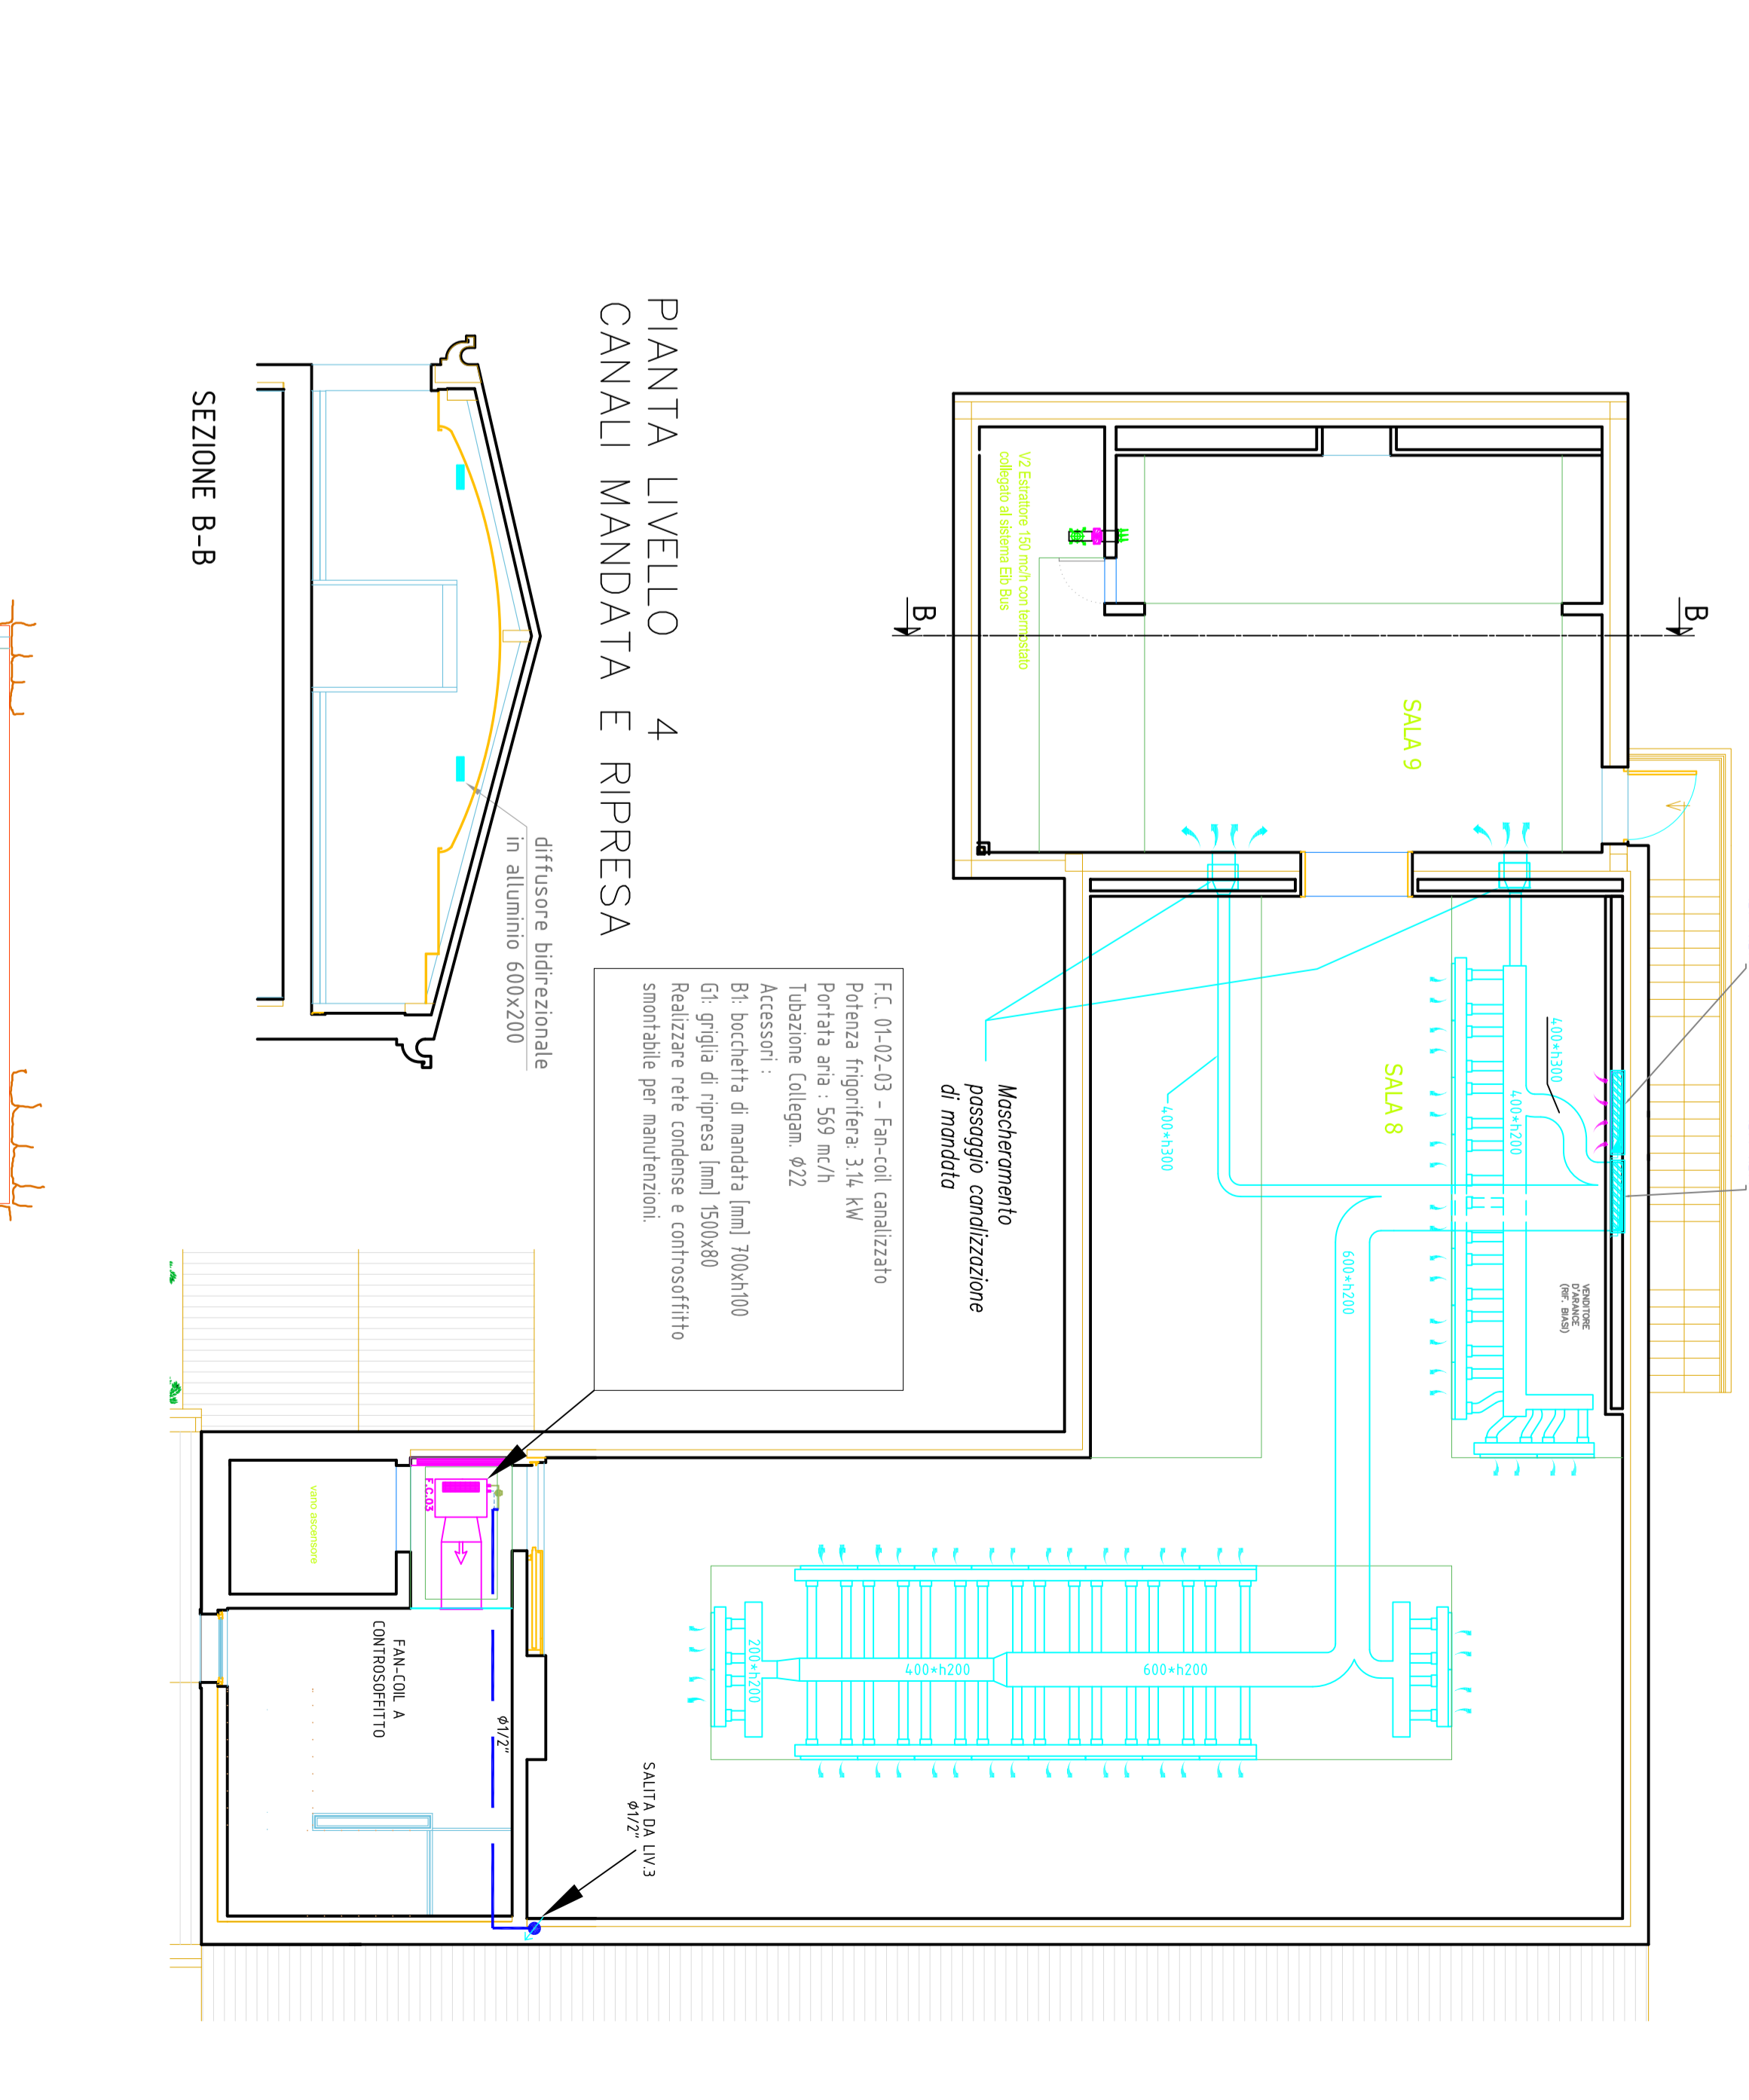 B
B
V2 Estrattore 150 mc/h con termostato
collegato al sistema Eib Bus
SALA 9
SALA 8
400*h300
400*h200
400*h300
600*h200
VENDITORE
D'ARANCE
(RIF. BIASI)
Mascheramento
passaggio canalizzazione
di mandata
PIANTA LIVELLO 4
CANALI MANDATA E RIPRESA
diffusore bidirezionale
in alluminio 600x200
SEZIONE B-B
F.C. 01-02-03 - Fan-coil canalizzato
Potenza frigorifera: 3.14 kW
Portata aria : 569 mc/h
Tubazione Collegam. Φ22
Accessori :
B1: bocchetta di mandata [mm] 700xh100
G1: griglia di ripresa [mm] 1500x80
Realizzare rete condense e controsoffitto
smontabile per manutenzioni.
600*h200
400*h200
200*h200
F.C.03
vano ascensore
FAN-COIL A
CONTROSOFFITTO
Φ1/2"
SALITA DA LIV.3
Φ1/2"